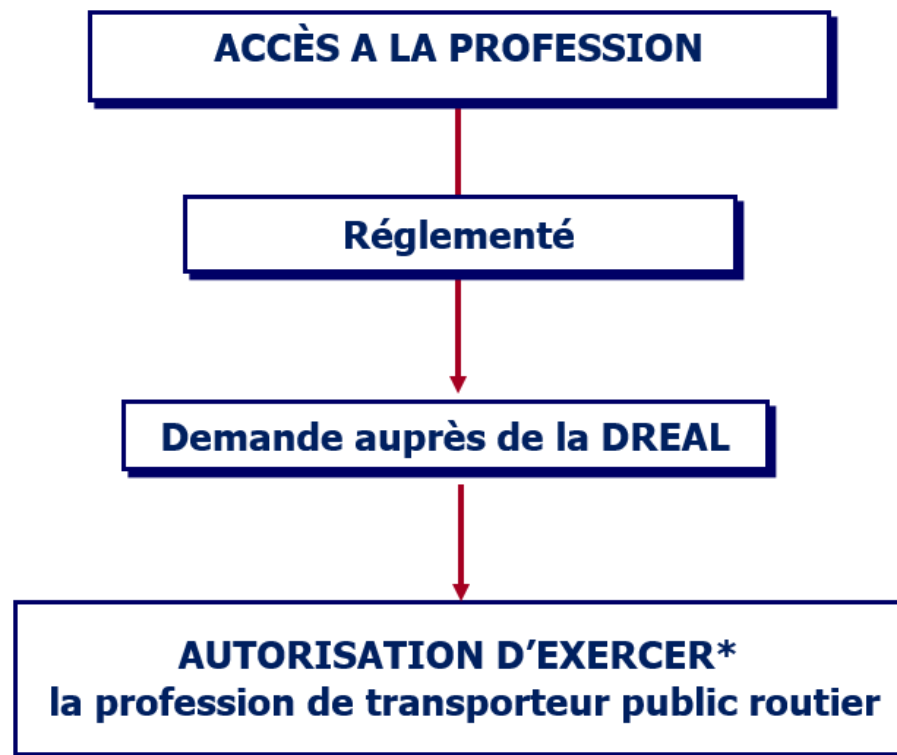 ACCÈS A LA PROFESSION
Réglementé
Demande auprès de la DREAL
AUTORISATION D'EXERCER*
la profession de transporteur public routier